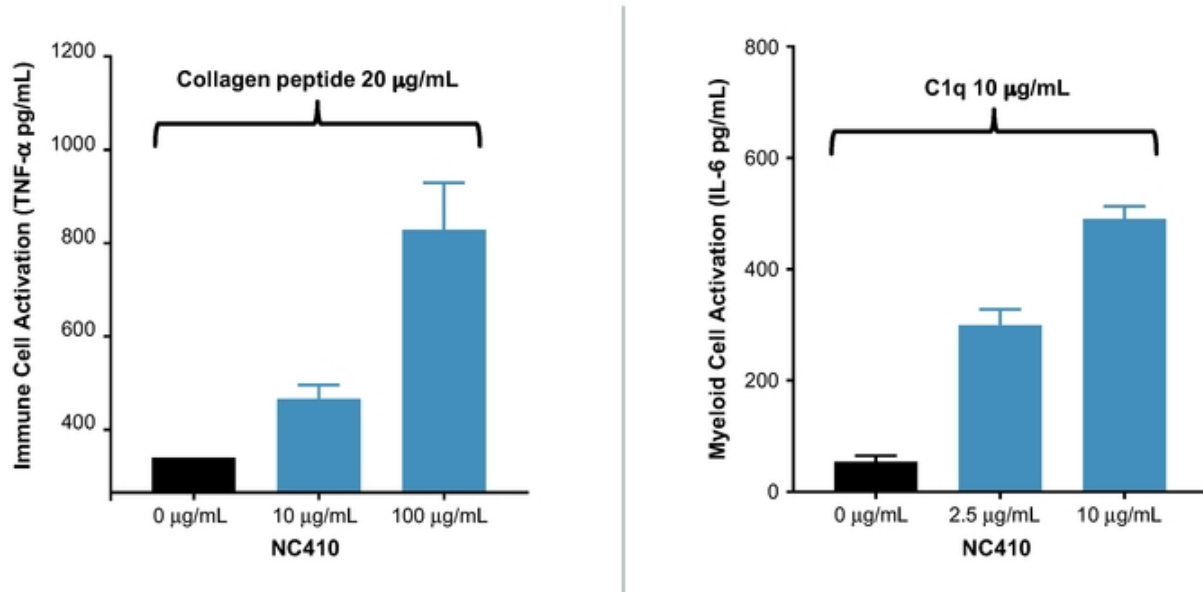 Immune Cell Activation (TNF-α pg/mL)
1200
1000
800
600
400
Collagen peptide 20 μg/mL
0 μg/mL
10 μg/mL
100 μg/mL
NC410
Myeloid Cell Activation (IL-6 pg/mL)
800
600
400
200
0
C1q 10 μg/mL
0 μg/mL
2.5 μg/mL
10 μg/mL
NC410